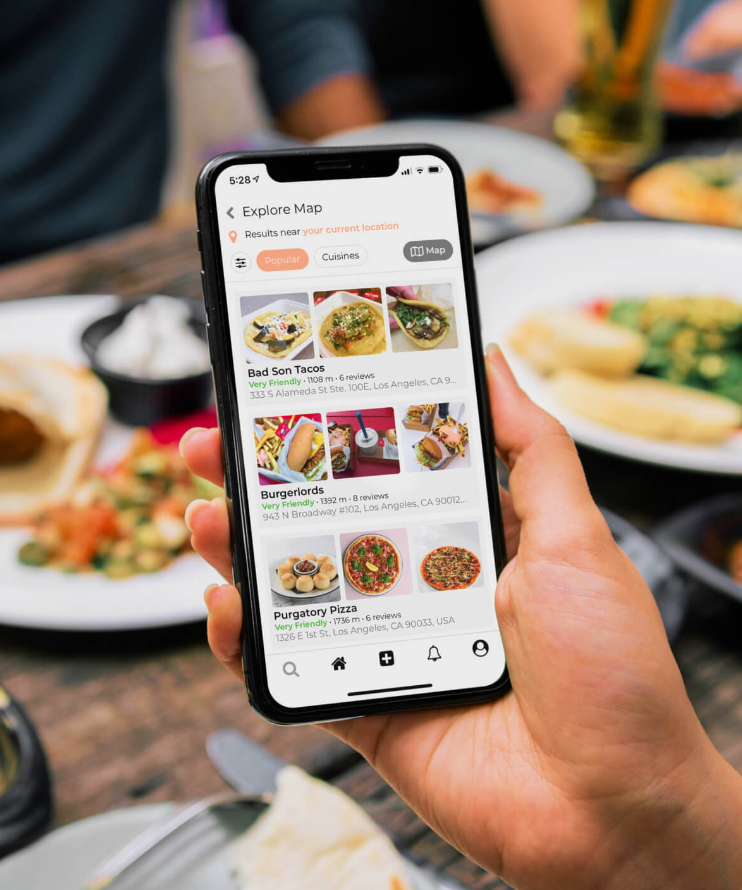 5:28
Explore Map
Results near your current location
Popular
Cuisines
Map
Bad Son Tacos
Very Friendly • 1108 m • 6 reviews
333 S Alameda St Ste. 100E, Los Angeles, CA 9...
Burgerlords
Very Friendly • 1392 m • 8 reviews
943 N Broadway #102, Los Angeles, CA 90012,...
Purgatory Pizza
Very Friendly • 1736 m • 6 reviews
1326 E 1st St, Los Angeles, CA 90033, USA